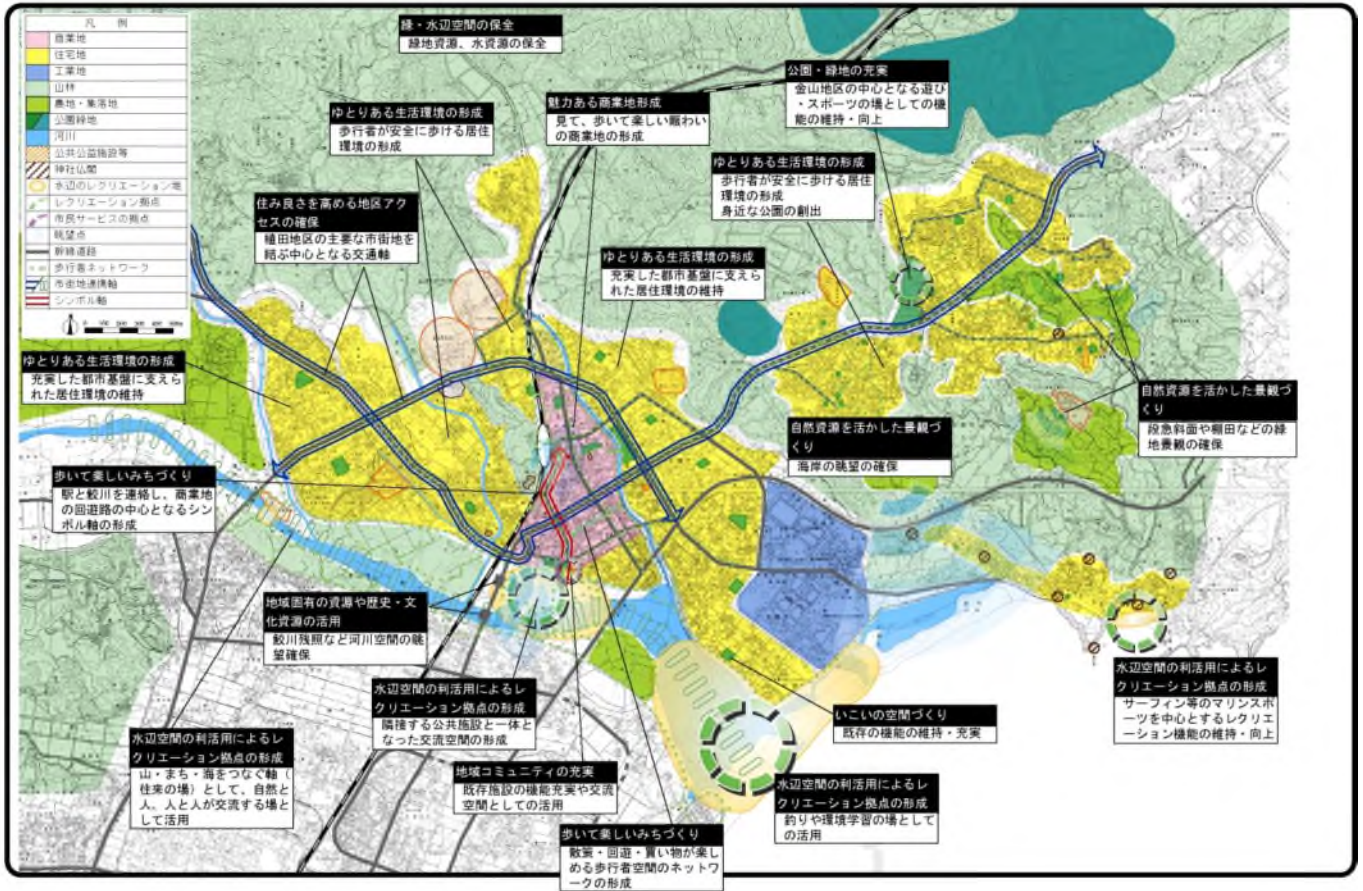 凡 例
商業地
住宅地
工業地
山林
農地・集落地
公園緑地
河川
公共公益施設等
神社仏閣
水辺のレクリエーション地
レクリエーション拠点
市民サービスの拠点
眺望点
幹線道路
歩行者ネットワーク
市街地連携軸
シンボル軸
緑・水辺空間の保全
緑地資源、水資源の保全
ゆとりある生活環境の形成
歩行者が安全に歩ける居住
環境の形成
魅力ある商業地形成
見て、歩いて楽しい賑わい
の商業地の形成
公園・緑地の充実
金山地区の中心となる遊び
・スポーツの場としての機
能の維持・向上
ゆとりある生活環境の形成
歩行者が安全に歩ける居住
環境の形成
身近な公園の創出
住み良さを高める地区アク
セスの確保
植田地区の主要な市街地を
結ぶ中心となる交通軸
ゆとりある生活環境の形成
充実した都市基盤に支えら
れた居住環境の維持
ゆとりある生活環境の形成
充実した都市基盤に支えら
れた居住環境の維持
自然資源を活かした景観づ
くり
段急斜面や棚田などの緑
地景観の確保
自然資源を活かした景観づ
くり
海岸の眺望の確保
歩いて楽しいみちづくり
駅と鮫川を連絡し、商業地
の回遊路の中心となるシン
ボル軸の形成
地域固有の資源や歴史・文
化資源の活用
鮫川残照など河川空間の眺
望確保
水辺空間の利活用によるレ
クリエーション拠点の形成
隣接する公共施設と一体と
なった交流空間の形成
水辺空間の利活用によるレ
クリエーション拠点の形成
サーフィン等のマリンスポ
ーツを中心とするレクリエ
ーション機能の維持・向上
いこいの空間づくり
既存の機能の維持・充実
水辺空間の利活用によるレ
クリエーション拠点の形成
山・まち・海をつなぐ軸（
往来の場）として、自然と
人、人と人が交流する場と
して活用
地域コミュニティの充実
既存施設の機能充実や交流
空間としての活用
水辺空間の利活用によるレ
クリエーション拠点の形成
釣りや環境学習の場として
の活用
歩いて楽しいみちづくり
散策・回遊・買い物が楽し
める歩行者空間のネットワ
ークの形成